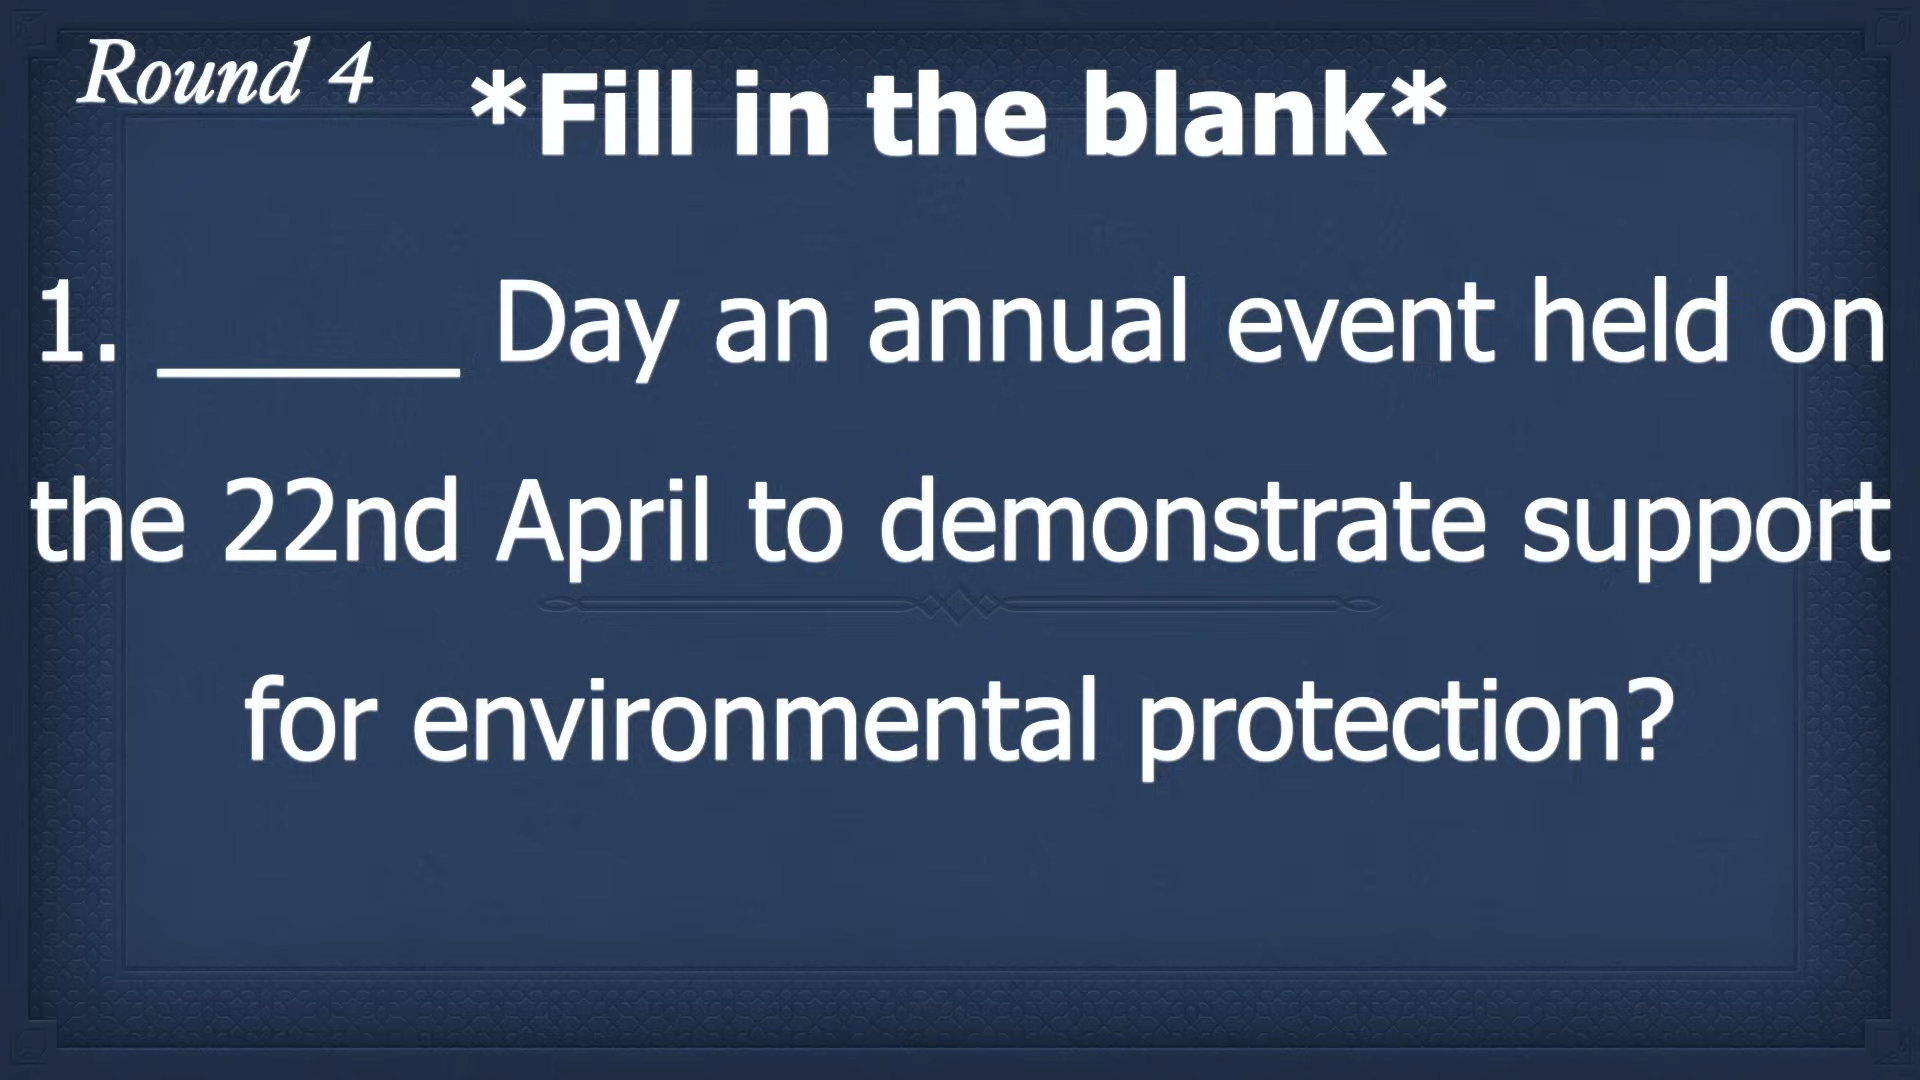 Round 4
*Fill in the blank*
1. ______ Day an annual event held on
the 22nd April to demonstrate support
for environmental protection?